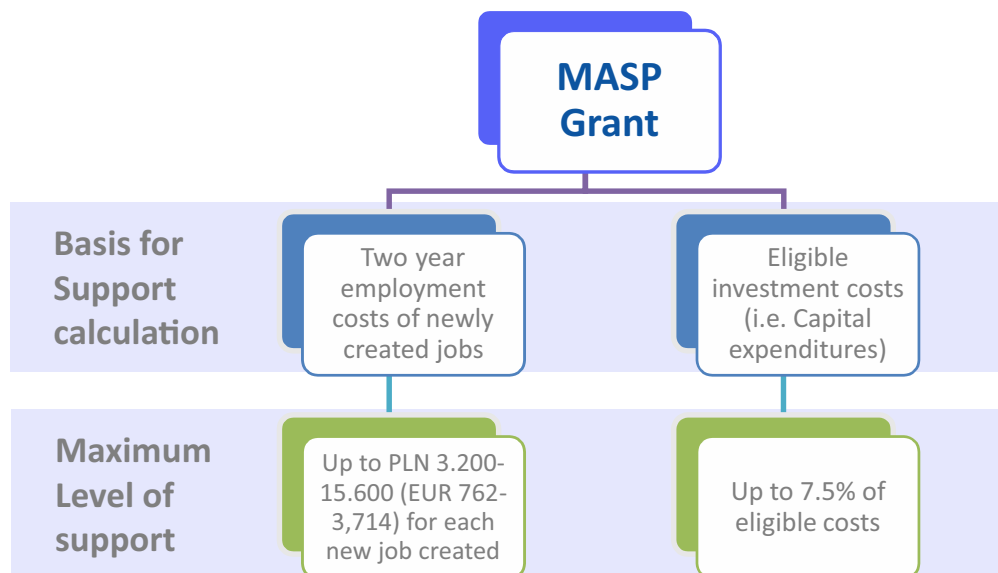 MASP
Grant
Basis for
Support
calculation
Two year
employment
costs of newly
created jobs
Eligible
investment costs
(i.e. Capital
expenditures)
Maximum
Level of
support
Up to PLN 3.200-
15.600 (EUR 762-
3,714) for each
new job created
Up to 7.5% of
eligible costs